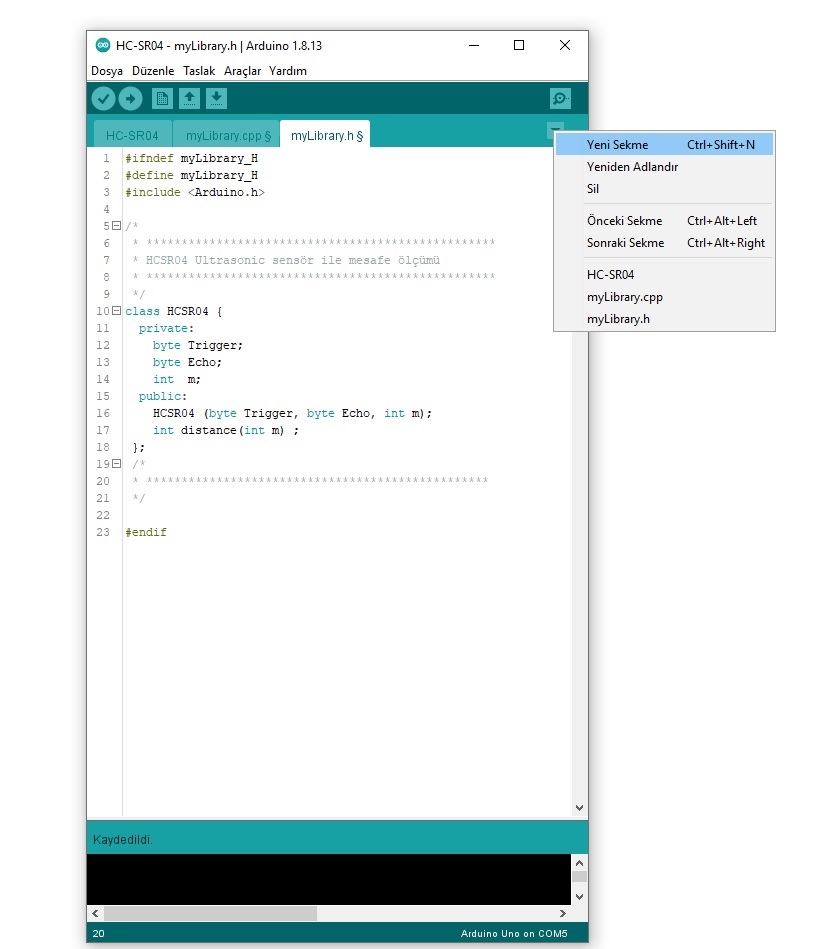 HC-SR04 - myLibrary.h | Arduino 1.8.13
Dosya Düzenle Taslak Araçlar Yardım
HC-SR04 myLibrary.cpp § myLibrary.h §
1 #ifndef myLibrary_H
2 #define myLibrary_H
3 #include <Arduino.h>
4
5 /*
6 * **************************************************
7 * HCSR04 Ultrasonic sensör ile mesafe ölçümü
8 * **************************************************
9 */
10 class HCSR04 {
11 private:
12 byte Trigger;
13 byte Echo;
14 int  m;
15 public:
16 HCSR04 (byte Trigger, byte Echo, int m);
17 int distance(int m) ;
18 };
19 /*
20 * *************************************************
21 */
22
23 #endif
Yeni Sekme Ctrl+Shift+N
Yeniden Adlandır
Sil
Önceki Sekme Ctrl+Alt+Left
Sonraki Sekme Ctrl+Alt+Right
HC-SR04
myLibrary.cpp
myLibrary.h
Kaydedildi.
20 Arduino Uno on COM5